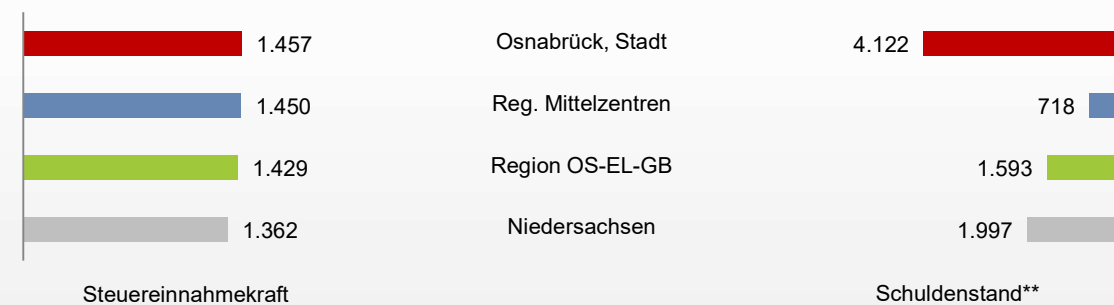 1.457 Osnabrück, Stadt 4.122
1.450 Reg. Mittelzentren 718
1.429 Region OS-EL-GB 1.593
1.362 Niedersachsen 1.997
Steuereinnahmekraft Schuldenstand**